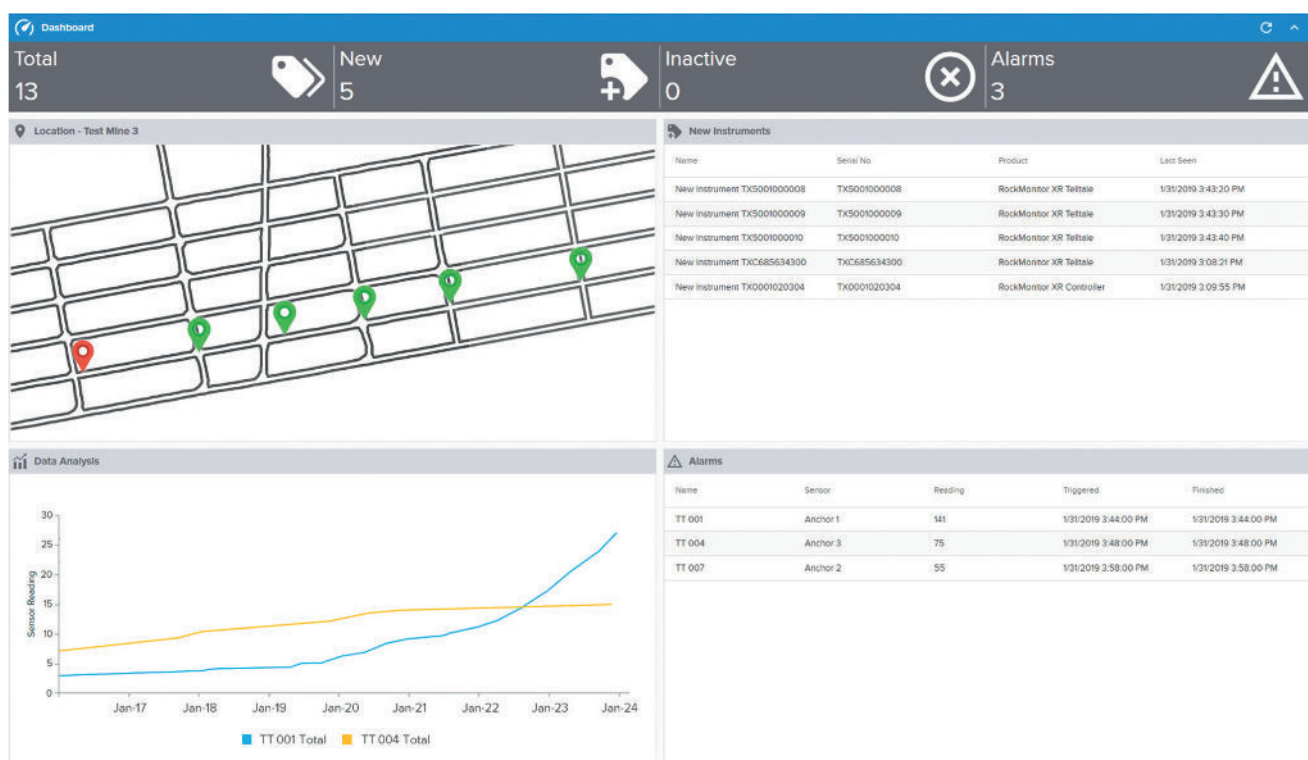 Dashboard
Total
13
New
5
Inactive
0
Alarms
3
Location - Test Mine 3
New Instruments
Name Serial No Product Last Seen
New Instrument TX5001000008 TX5001000008 RockMonitor XR Telltale 1/31/2019 3:43:20 PM
New Instrument TX5001000009 TX5001000009 RockMonitor XR Telltale 1/31/2019 3:43:30 PM
New Instrument TX5001000010 TX5001000010 RockMonitor XR Telltale 1/31/2019 3:43:40 PM
New Instrument TXC685634300 TXC685634300 RockMonitor XR Telltale 1/31/2019 3:08:21 PM
New Instrument TX0001020304 TX0001020304 RockMonitor XR Controller 1/31/2019 3:09:55 PM
Data Analysis
30
25
20
15
10
5
0
Sensor Reading
Jan-17 Jan-18 Jan-19 Jan-20 Jan-21 Jan-22 Jan-23 Jan-24
TT 001 Total TT 004 Total
Alarms
Name Sensor Reading Triggered Finished
TT 001 Anchor 1 141 1/31/2019 3:44:00 PM 1/31/2019 3:44:00 PM
TT 004 Anchor 3 75 1/31/2019 3:48:00 PM 1/31/2019 3:48:00 PM
TT 007 Anchor 2 55 1/31/2019 3:58:00 PM 1/31/2019 3:58:00 PM